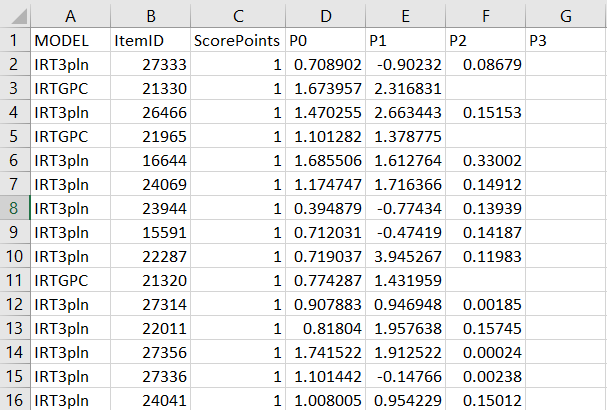 A B C D E F G
1 MODEL ItemID ScorePoints P0 P1 P2 P3
2 IRT3pln 27333 1 0.708902 -0.90232 0.08679
3 IRTGPC 21330 1 1.673957 2.316831
4 IRT3pln 26466 1 1.470255 2.663443 0.15153
5 IRTGPC 21965 1 1.101282 1.378775
6 IRT3pln 16644 1 1.685506 1.612764 0.33002
7 IRT3pln 24069 1 1.174747 1.716366 0.14912
8 IRT3pln 23944 1 0.394879 -0.77434 0.13939
9 IRT3pln 15591 1 0.712031 -0.47419 0.14187
10 IRT3pln 22287 1 0.719037 3.945267 0.11983
11 IRTGPC 21320 1 0.774287 1.431959
12 IRT3pln 27314 1 0.907883 0.946948 0.00185
13 IRT3pln 22011 1 0.81804 1.957638 0.15745
14 IRT3pln 27356 1 1.741522 1.912522 0.00024
15 IRT3pln 27336 1 1.101442 -0.14766 0.00238
16 IRT3pln 24041 1 1.008005 0.954229 0.15012